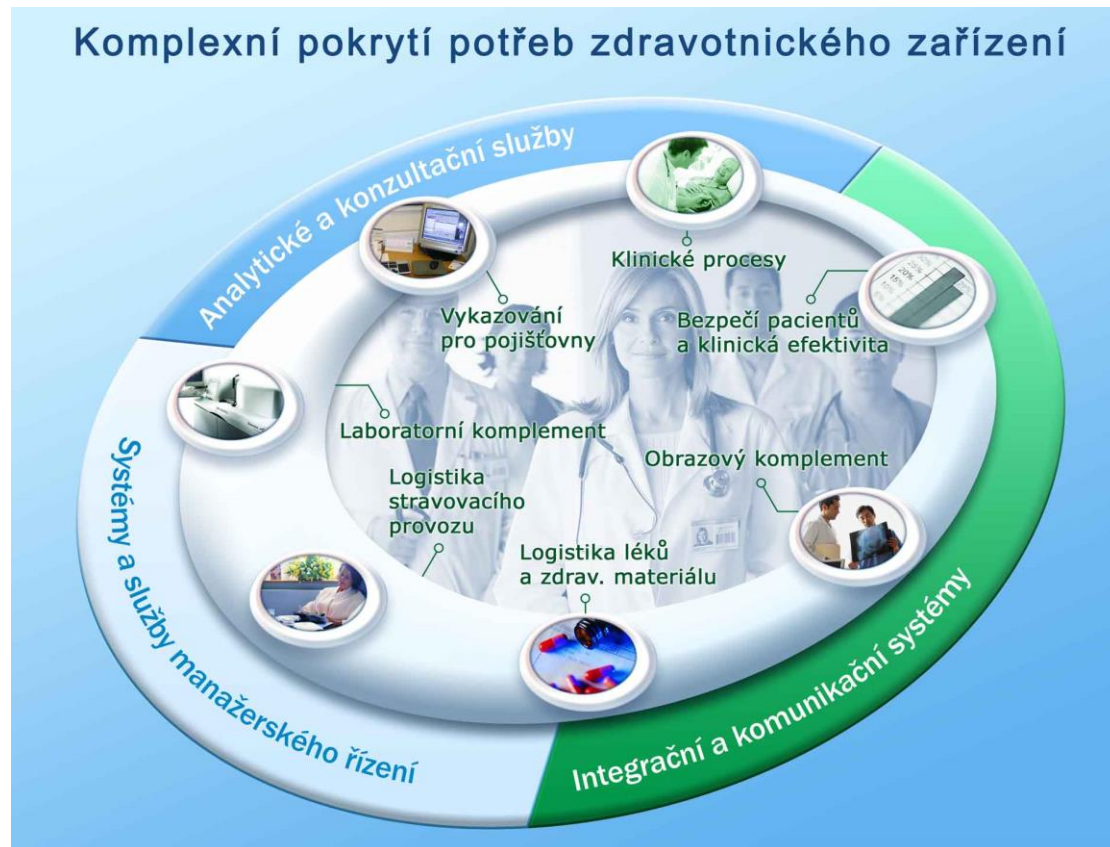 Komplexní pokrytí potřeb zdravotnického zařízení
Analytické a konzultační služby
Klinické procesy
Vykazování
pro pojišťovny
Bezpečí pacientů
a klinická efektivita
Laboratorní komplement
Obrazový komplement
Logistika
stravovacího
provozu
Logistika léků
a zdrav. materiálu
Systémy a služby manažerského řízení
Integrační a komunikační systémy